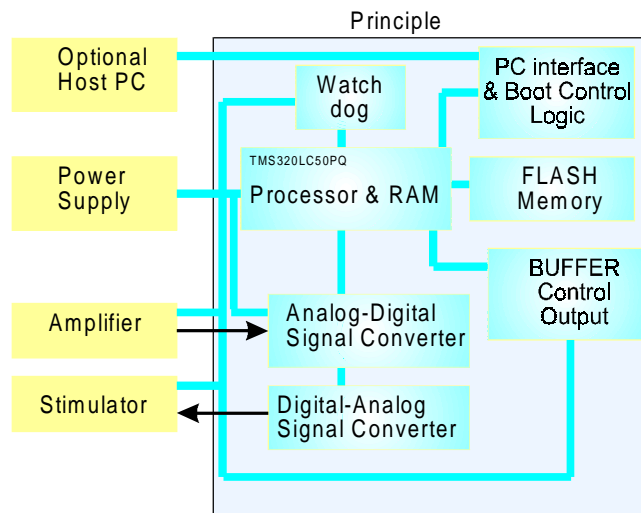 Principle
Optional
Host PC
Watch
dog
PC interface
& Boot Control
Logic
Power
Supply
TMS320LC50PQ
Processor & RAM
FLASH
Memory
BUFFER
Control
Output
Amplifier
Analog-Digital
Signal Converter
Stimulator
Digital-Analog
Signal Converter